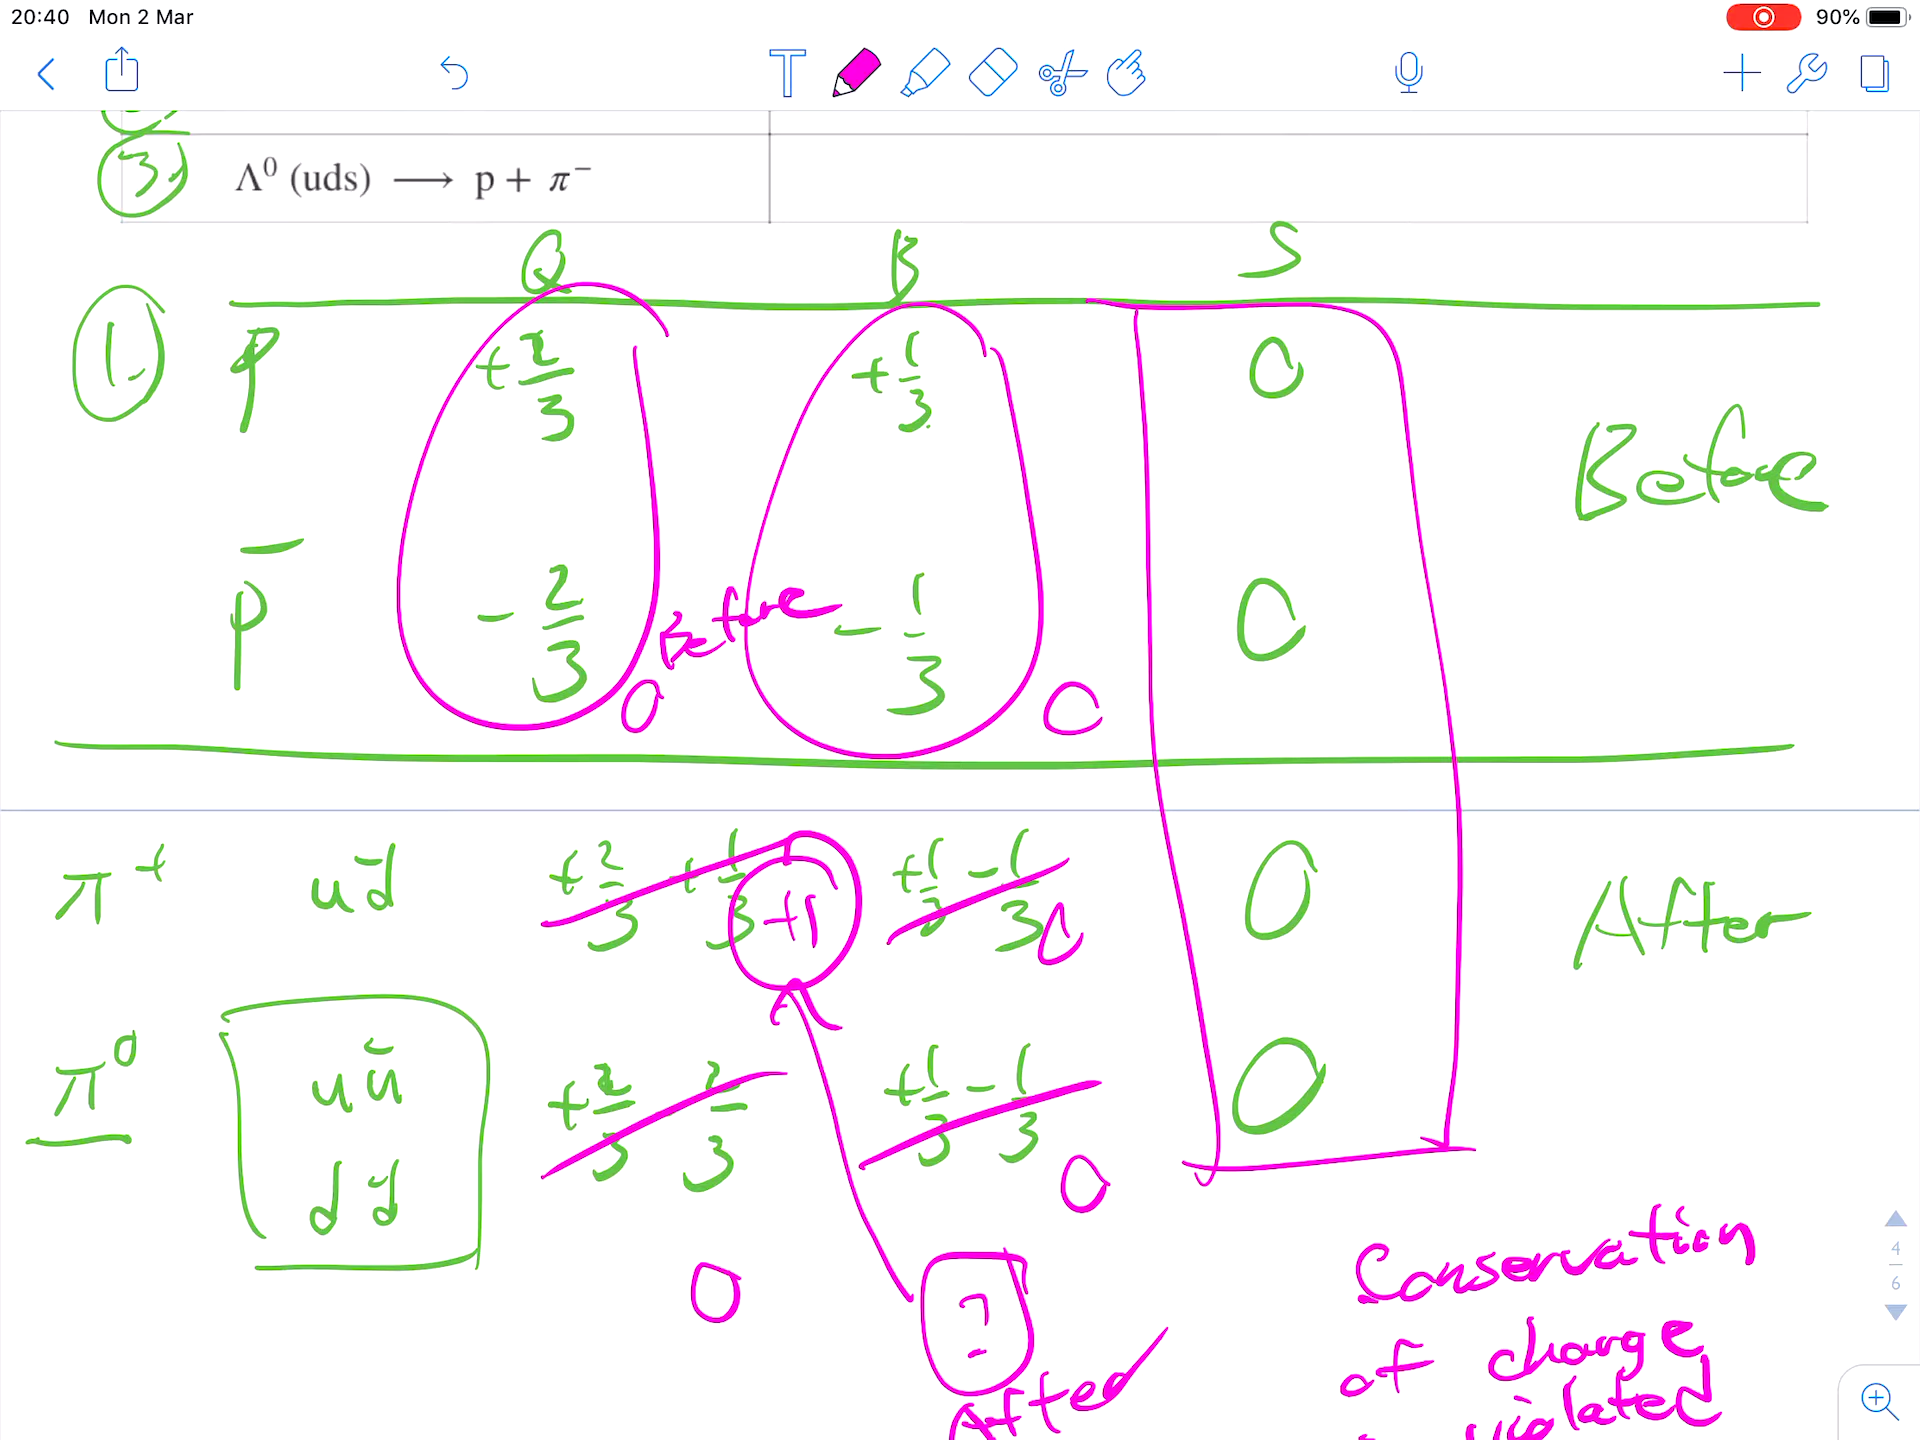 20:40 Mon 2 Mar 90%
T
3. Λ⁰ (uds) ⟶ p + π⁻
Q B S
1. p +2/3 +1/3 0
Before
p̄ -2/3 Before -1/3 0
0 0
π⁺ ud̄ +2/3 +1/3 +1 +1/3 -1/3 0 0 After
π⁰ uū +2/3 2/3 +1/3 -1/3 0
dd̄ 0
0 ?
After
Conservation
of charge
violated
4
6